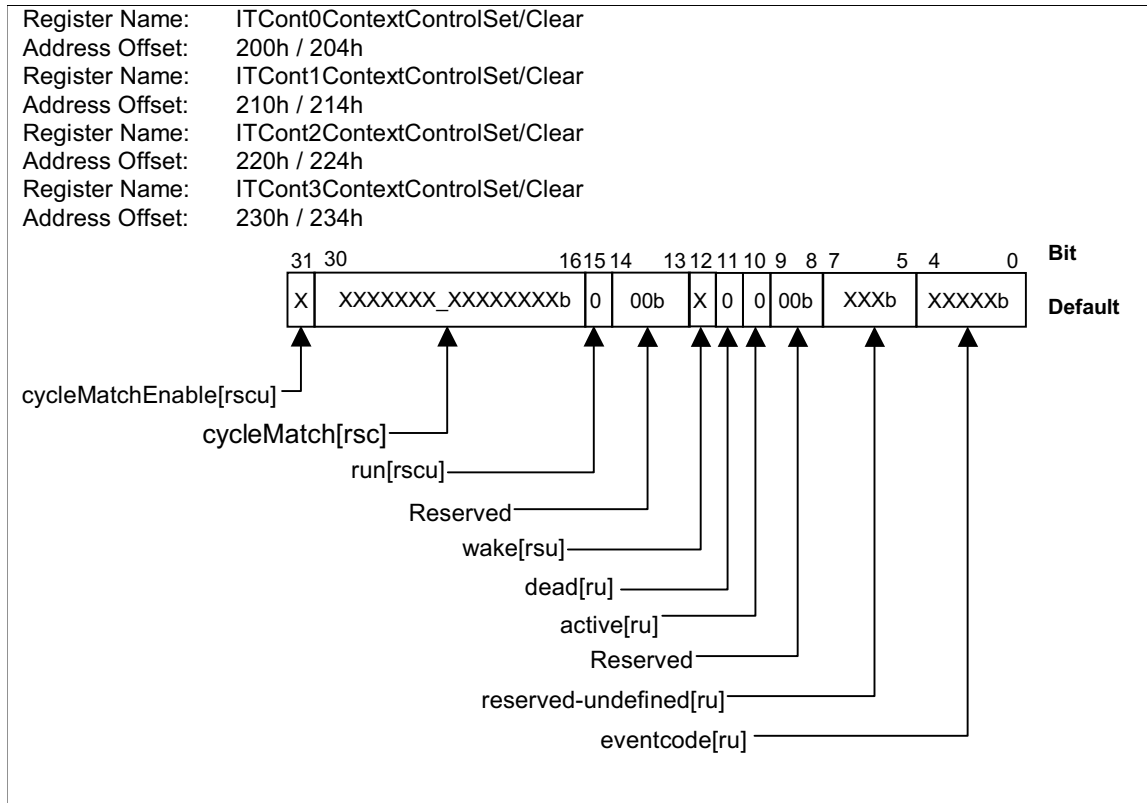 Register Name: ITCont0ContextControlSet/Clear
Address Offset: 200h / 204h
Register Name: ITCont1ContextControlSet/Clear
Address Offset: 210h / 214h
Register Name: ITCont2ContextControlSet/Clear
Address Offset: 220h / 224h
Register Name: ITCont3ContextControlSet/Clear
Address Offset: 230h / 234h
31 30 16 15 14 13 12 11 10 9 8 7 5 4 0 Bit
X XXXXXXX_XXXXXXXXb 0 00b X 0 0 00b XXXb XXXXXb Default
cycleMatchEnable[rscu]
cycleMatch[rsc]
run[rscu]
Reserved
wake[rsu]
dead[ru]
active[ru]
Reserved
reserved-undefined[ru]
eventcode[ru]